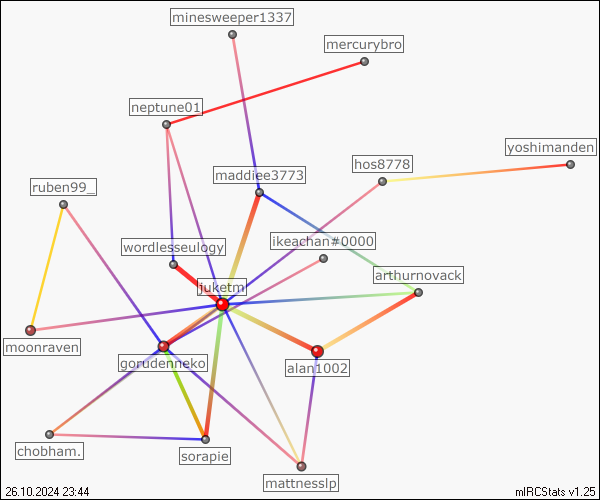 minesweeper1337
mercurybro
neptune01
yoshimanden
hos8778
maddiee3773
ruben99_
wordlesseulogy
ikeachan#0000
arthurnovack
juketm
moonraven
gorudenneko
alan1002
chobham.
sorapie
mattnesslp
26.10.2024 23:44
mIRCStats v1.25